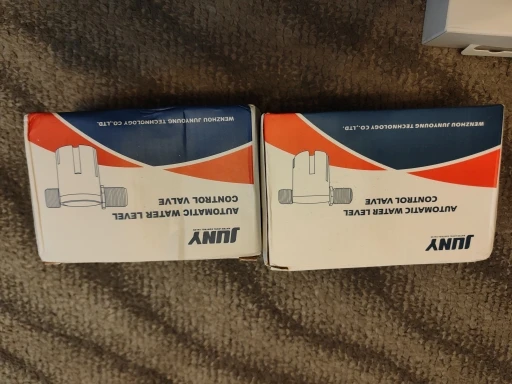 JUNY
AUTOMATIC WATER LEVEL
CONTROL VALVE
WENZHOU JUNYOUNG TECHNOLOGY CO.,LTD.
JUNY
AUTOMATIC WATER LEVEL
CONTROL VALVE
WENZHOU JUNYOUNG TECHNOLOGY CO.,LTD.